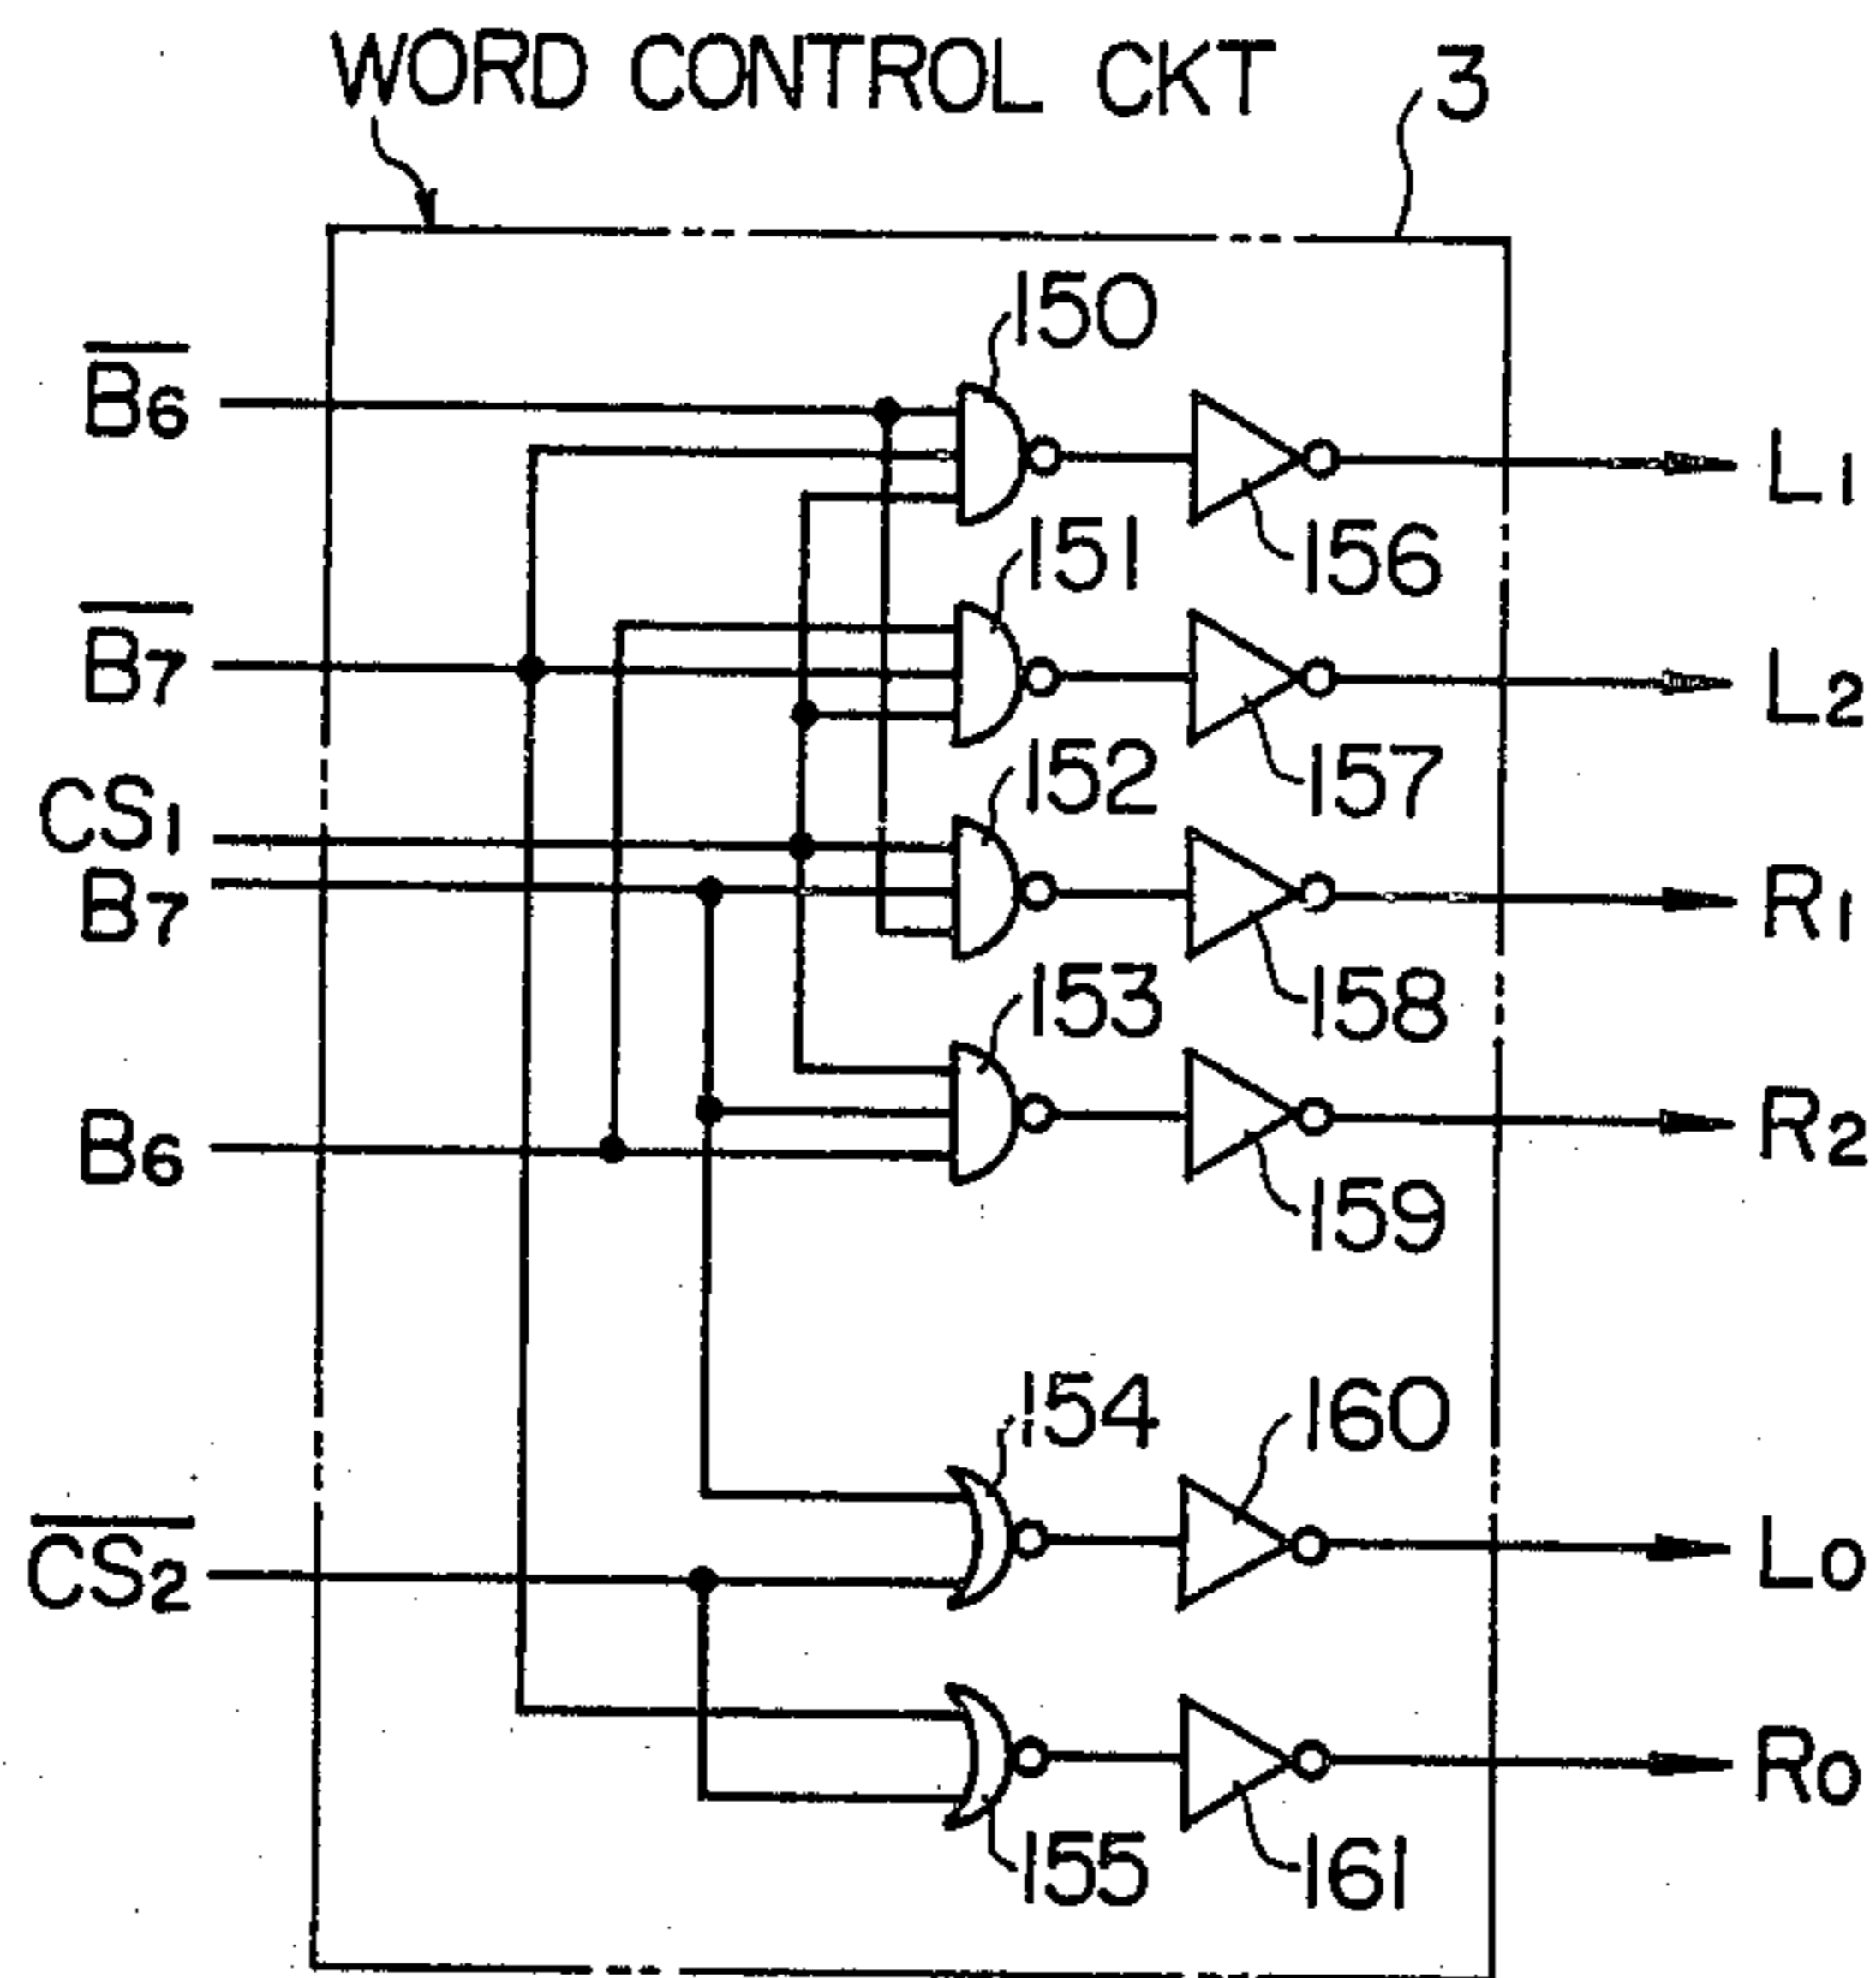 WORD CONTROL CKT
3
150
B̅6̅
L1
156
151
B̅7̅
L2
157
CS1
152
B7
R1
158
153
B6
R2
159
154
160
C̅S̅2̅
L0
R0
155
161